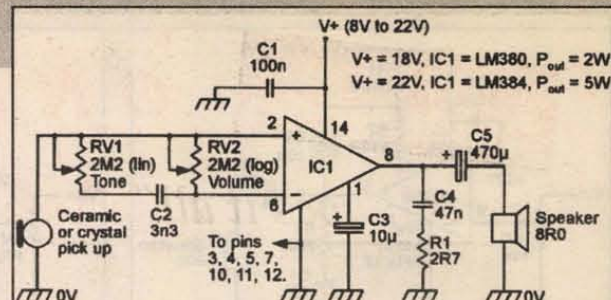 V+ (8V to 22V)
C1
100n
V+ = 18V, IC1 = LM380, Pout = 2W
V+ = 22V, IC1 = LM384, Pout = 5W
2
+
14
RV1
2M2 (lin)
Tone
RV2
2M2 (log)
Volume
IC1
8
+
C5
470µ
C2
3n3
6
−
1
Ceramic
or crystal
pick up
+
C3
10µ
C4
47n
Speaker
8R0
To pins
3, 4, 5, 7,
10, 11, 12.
R1
2R7
0V
0V